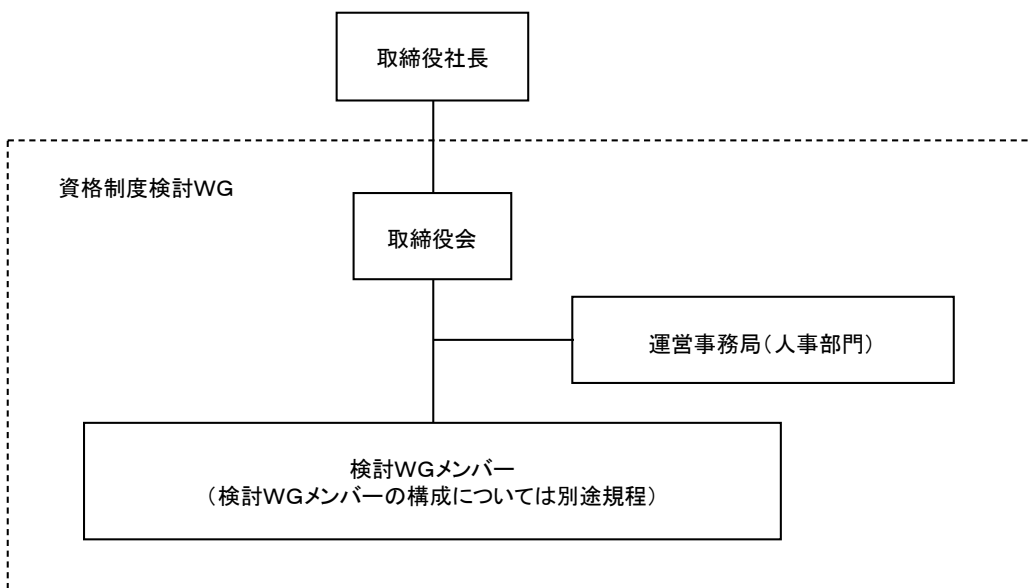 取締役社長
資格制度検討WG
取締役会
運営事務局（人事部門）
検討WGメンバー
（検討WGメンバーの構成については別途規程）